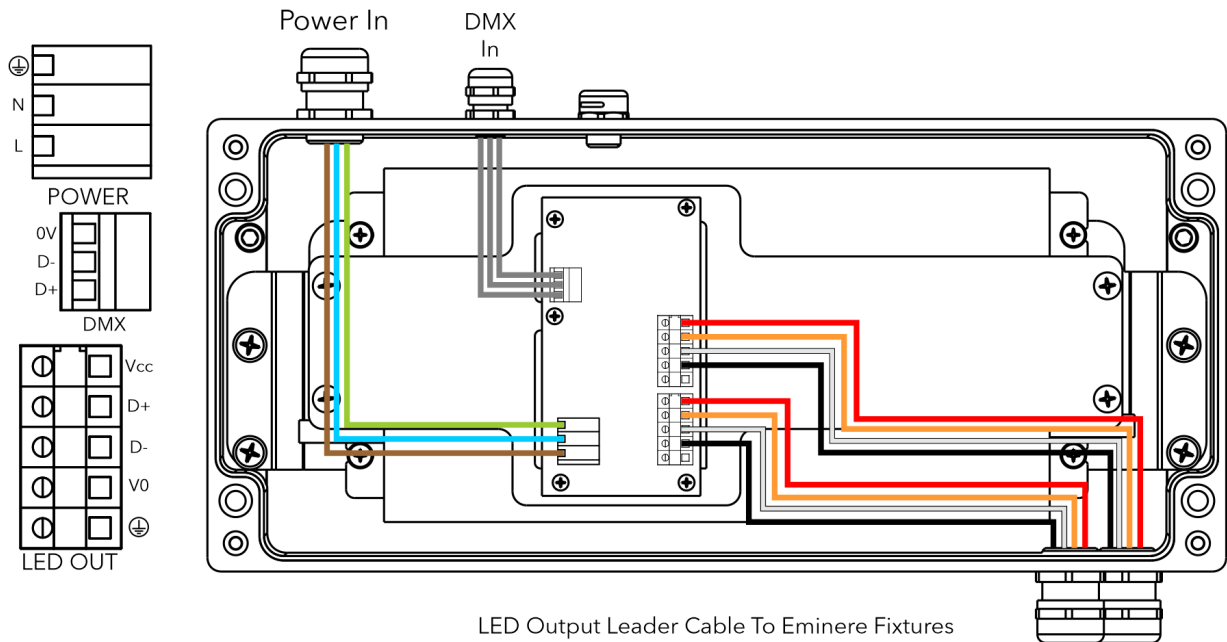 Power In
DMX
In
N
L
POWER
0V
D-
D+
DMX
Vcc
D+
D-
V0
LED OUT
LED Output Leader Cable To Eminere Fixtures